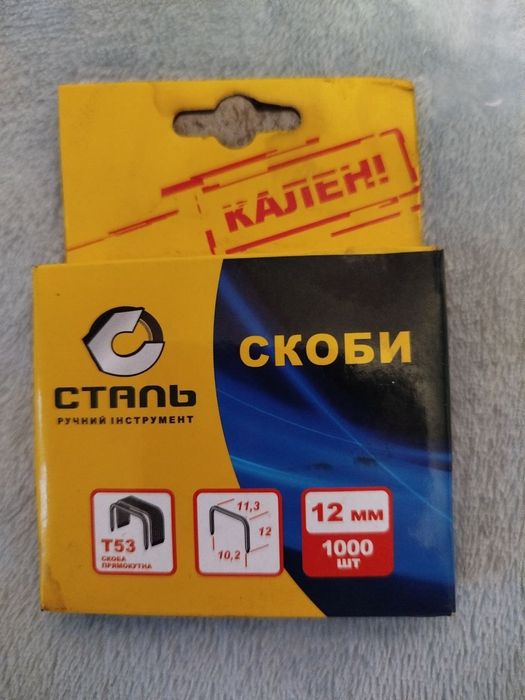 КАЛЕН!
СТАЛЬ
РУЧНИЙ ІНСТРУМЕНТ
СКОБИ
T53
СКОБА
ПРЯМОКУТНА
11,3
12
10,2
12 мм
1000
шт